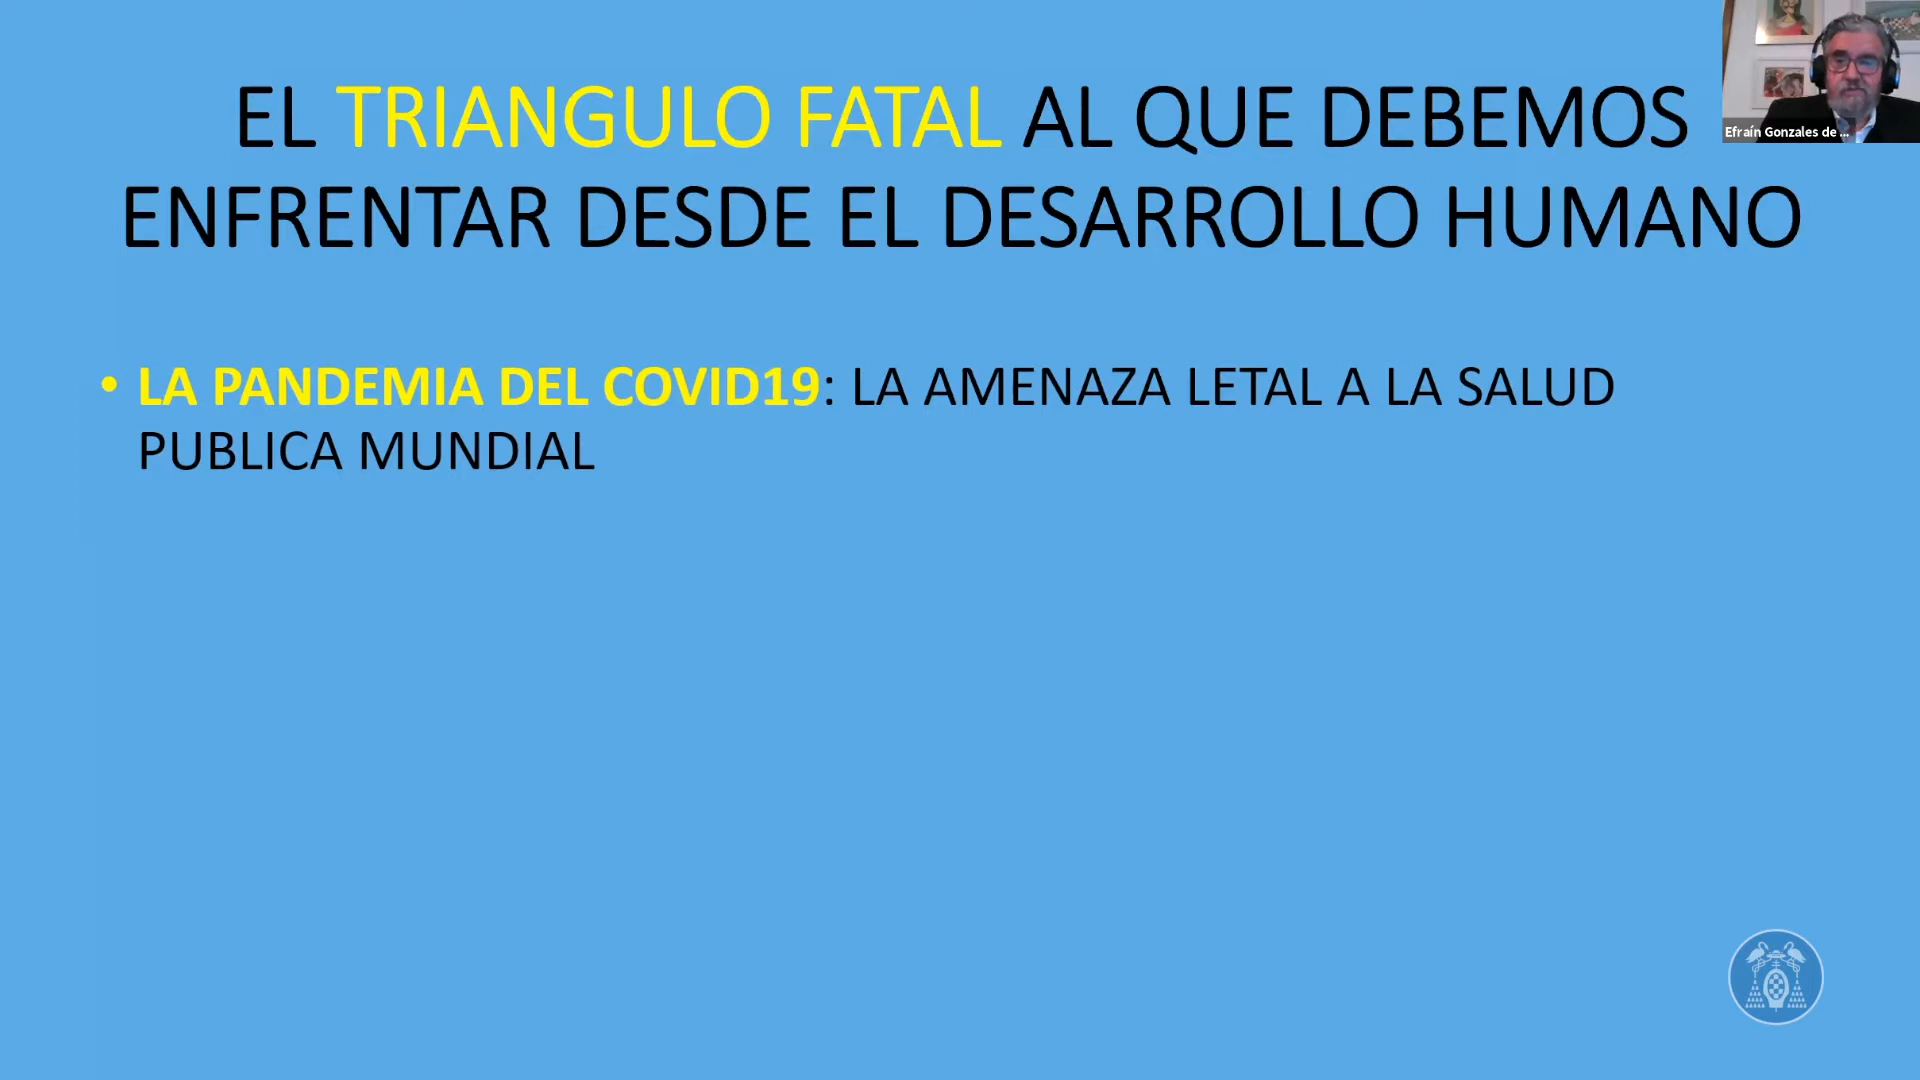 EL TRIANGULO FATAL AL QUE DEBEMOS
ENFRENTAR DESDE EL DESARROLLO HUMANO
• LA PANDEMIA DEL COVID19: LA AMENAZA LETAL A LA SALUD
PUBLICA MUNDIAL
Efraín Gonzales de ...